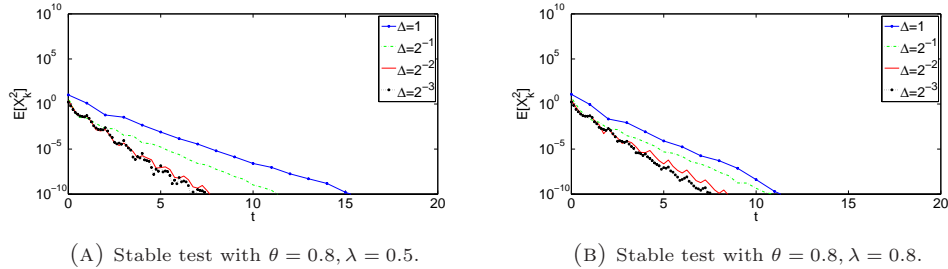 10^10
10^5
10^0
10^-5
10^-10
E[X_k^2]
0 5 10 15 20
t
Δ=1
Δ=2^-1
Δ=2^-2
Δ=2^-3
(A) Stable test with θ = 0.8, λ = 0.5.
10^10
10^5
10^0
10^-5
10^-10
E[X_k^2]
0 5 10 15 20
t
Δ=1
Δ=2^-1
Δ=2^-2
Δ=2^-3
(B) Stable test with θ = 0.8, λ = 0.8.